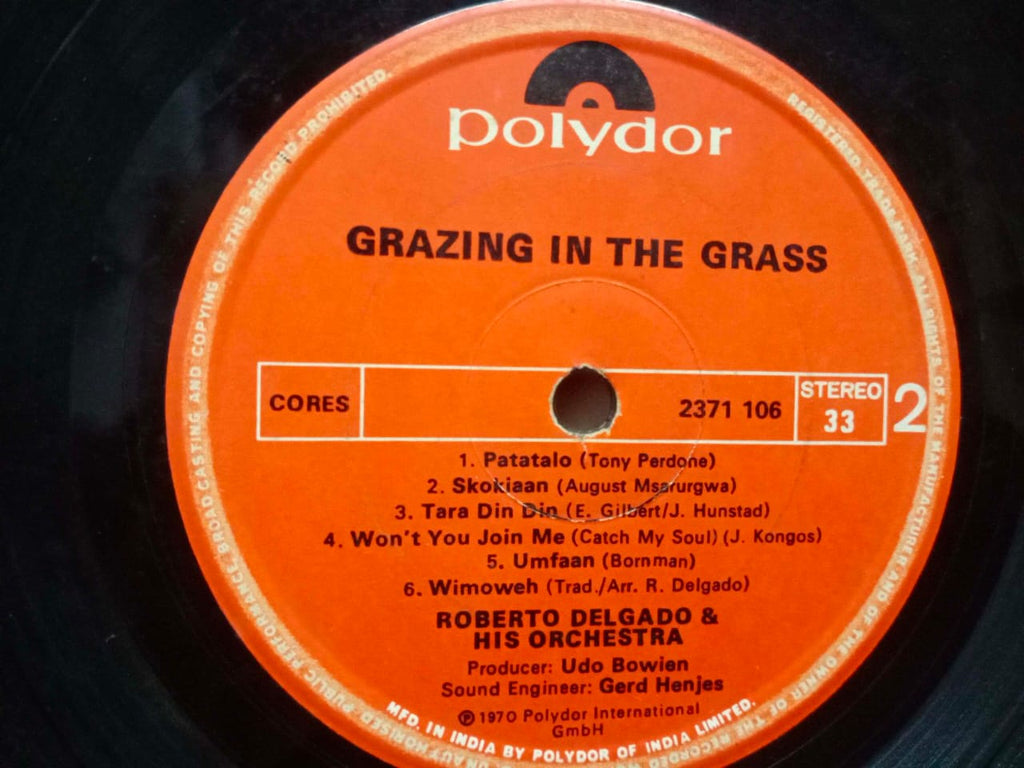 polydor
GRAZING IN THE GRASS
CORES
2371 106
STEREO
33
2
1. Patatalo (Tony Perdone)
2. Skokiaan (August Msarurgwa)
3. Tara Din Din (E. Gilbert/J. Hunstad)
4. Won't You Join Me (Catch My Soul) (J. Kongos)
5. Umfaan (Bornman)
6. Wimoweh (Trad./Arr. R. Delgado)
ROBERTO DELGADO &
HIS ORCHESTRA
Producer: Udo Bowien
Sound Engineer: Gerd Henjes
℗ 1970 Polydor International
GmbH
MFD. IN INDIA BY POLYDOR OF INDIA LIMITED.
REGISTERED TRADE MARK. ALL RIGHTS OF THE MANUFACTURER AND OF THE OWNER OF THE RECORDED
UNAUTHORISED PUBLIC PERFORMANCE BROADCASTING AND COPYING OF THIS RECORD PROHIBITED.